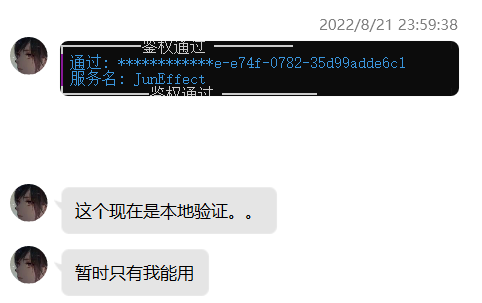 2022/8/21 23:59:38
鉴权通过
通过: ************e-e74f-0782-35d99adde6c1
服务名: JunEffect
鉴权通过
这个现在是本地验证。。
暂时只有我能用